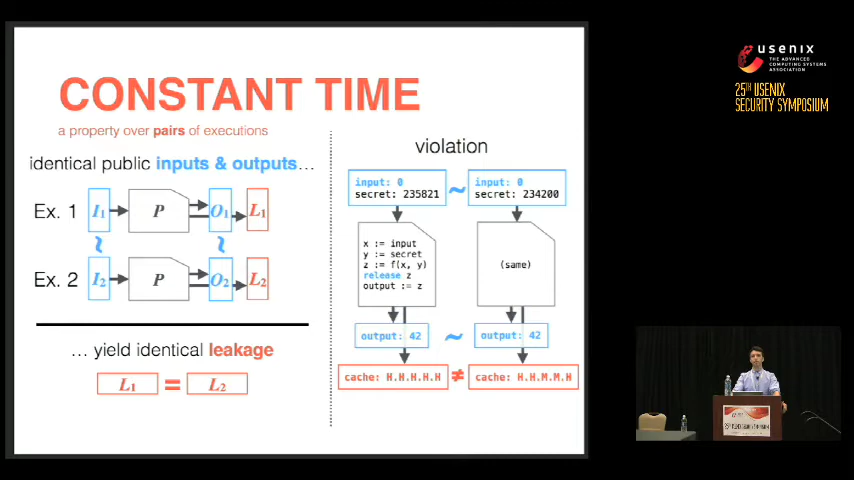 CONSTANT TIME
a property over pairs of executions
identical public inputs & outputs…
Ex. 1
I1
P
O1
L1
~
~
Ex. 2
I2
P
O2
L2
… yield identical leakage
L1 = L2
violation
input: 0
secret: 235821
~
input: 0
secret: 234200
x := input
y := secret
z := f(x, y)
release z
output := z
(same)
output: 42 ~ output: 42
cache: H.H.H.H.H ≠ cache: H.H.M.M.H
usenix
THE ADVANCED
COMPUTING SYSTEMS
ASSOCIATION
25TH USENIX
SECURITY SYMPOSIUM